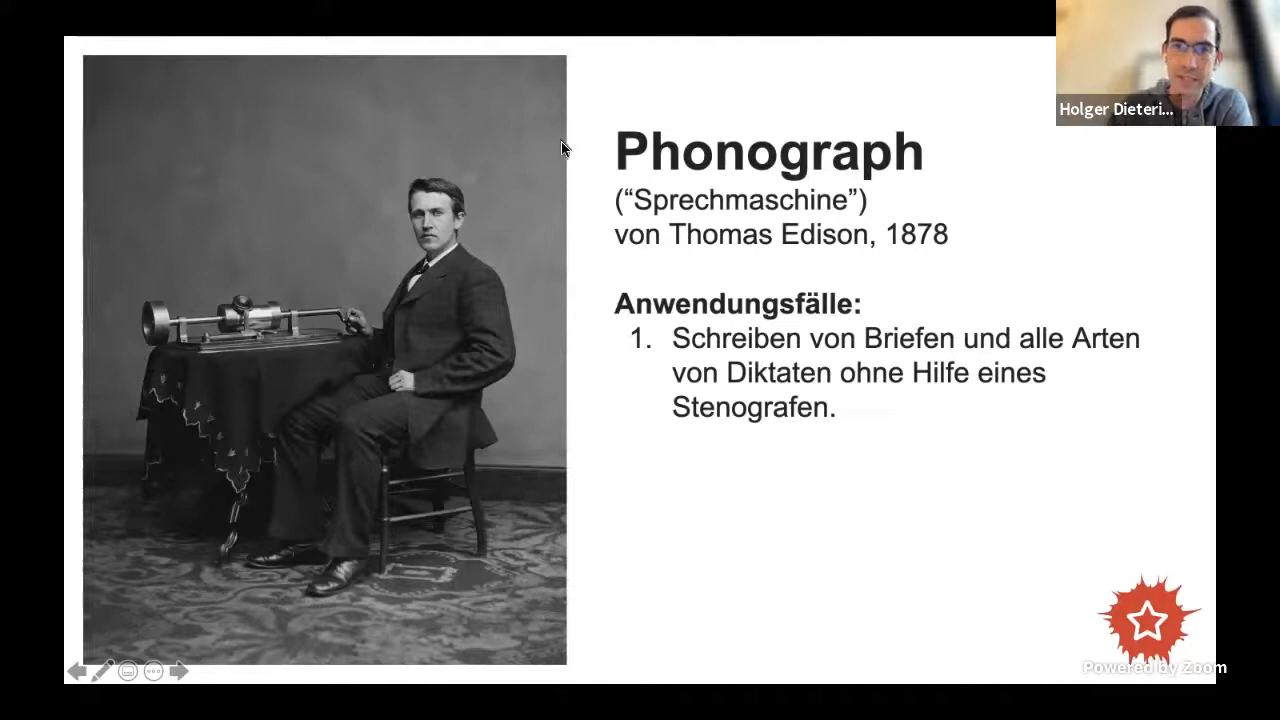 Holger Dieteri...
Phonograph
(“Sprechmaschine”)
von Thomas Edison, 1878
Anwendungsfälle:
1. Schreiben von Briefen und alle Arten
von Diktaten ohne Hilfe eines
Stenografen.
Powered by Zoom